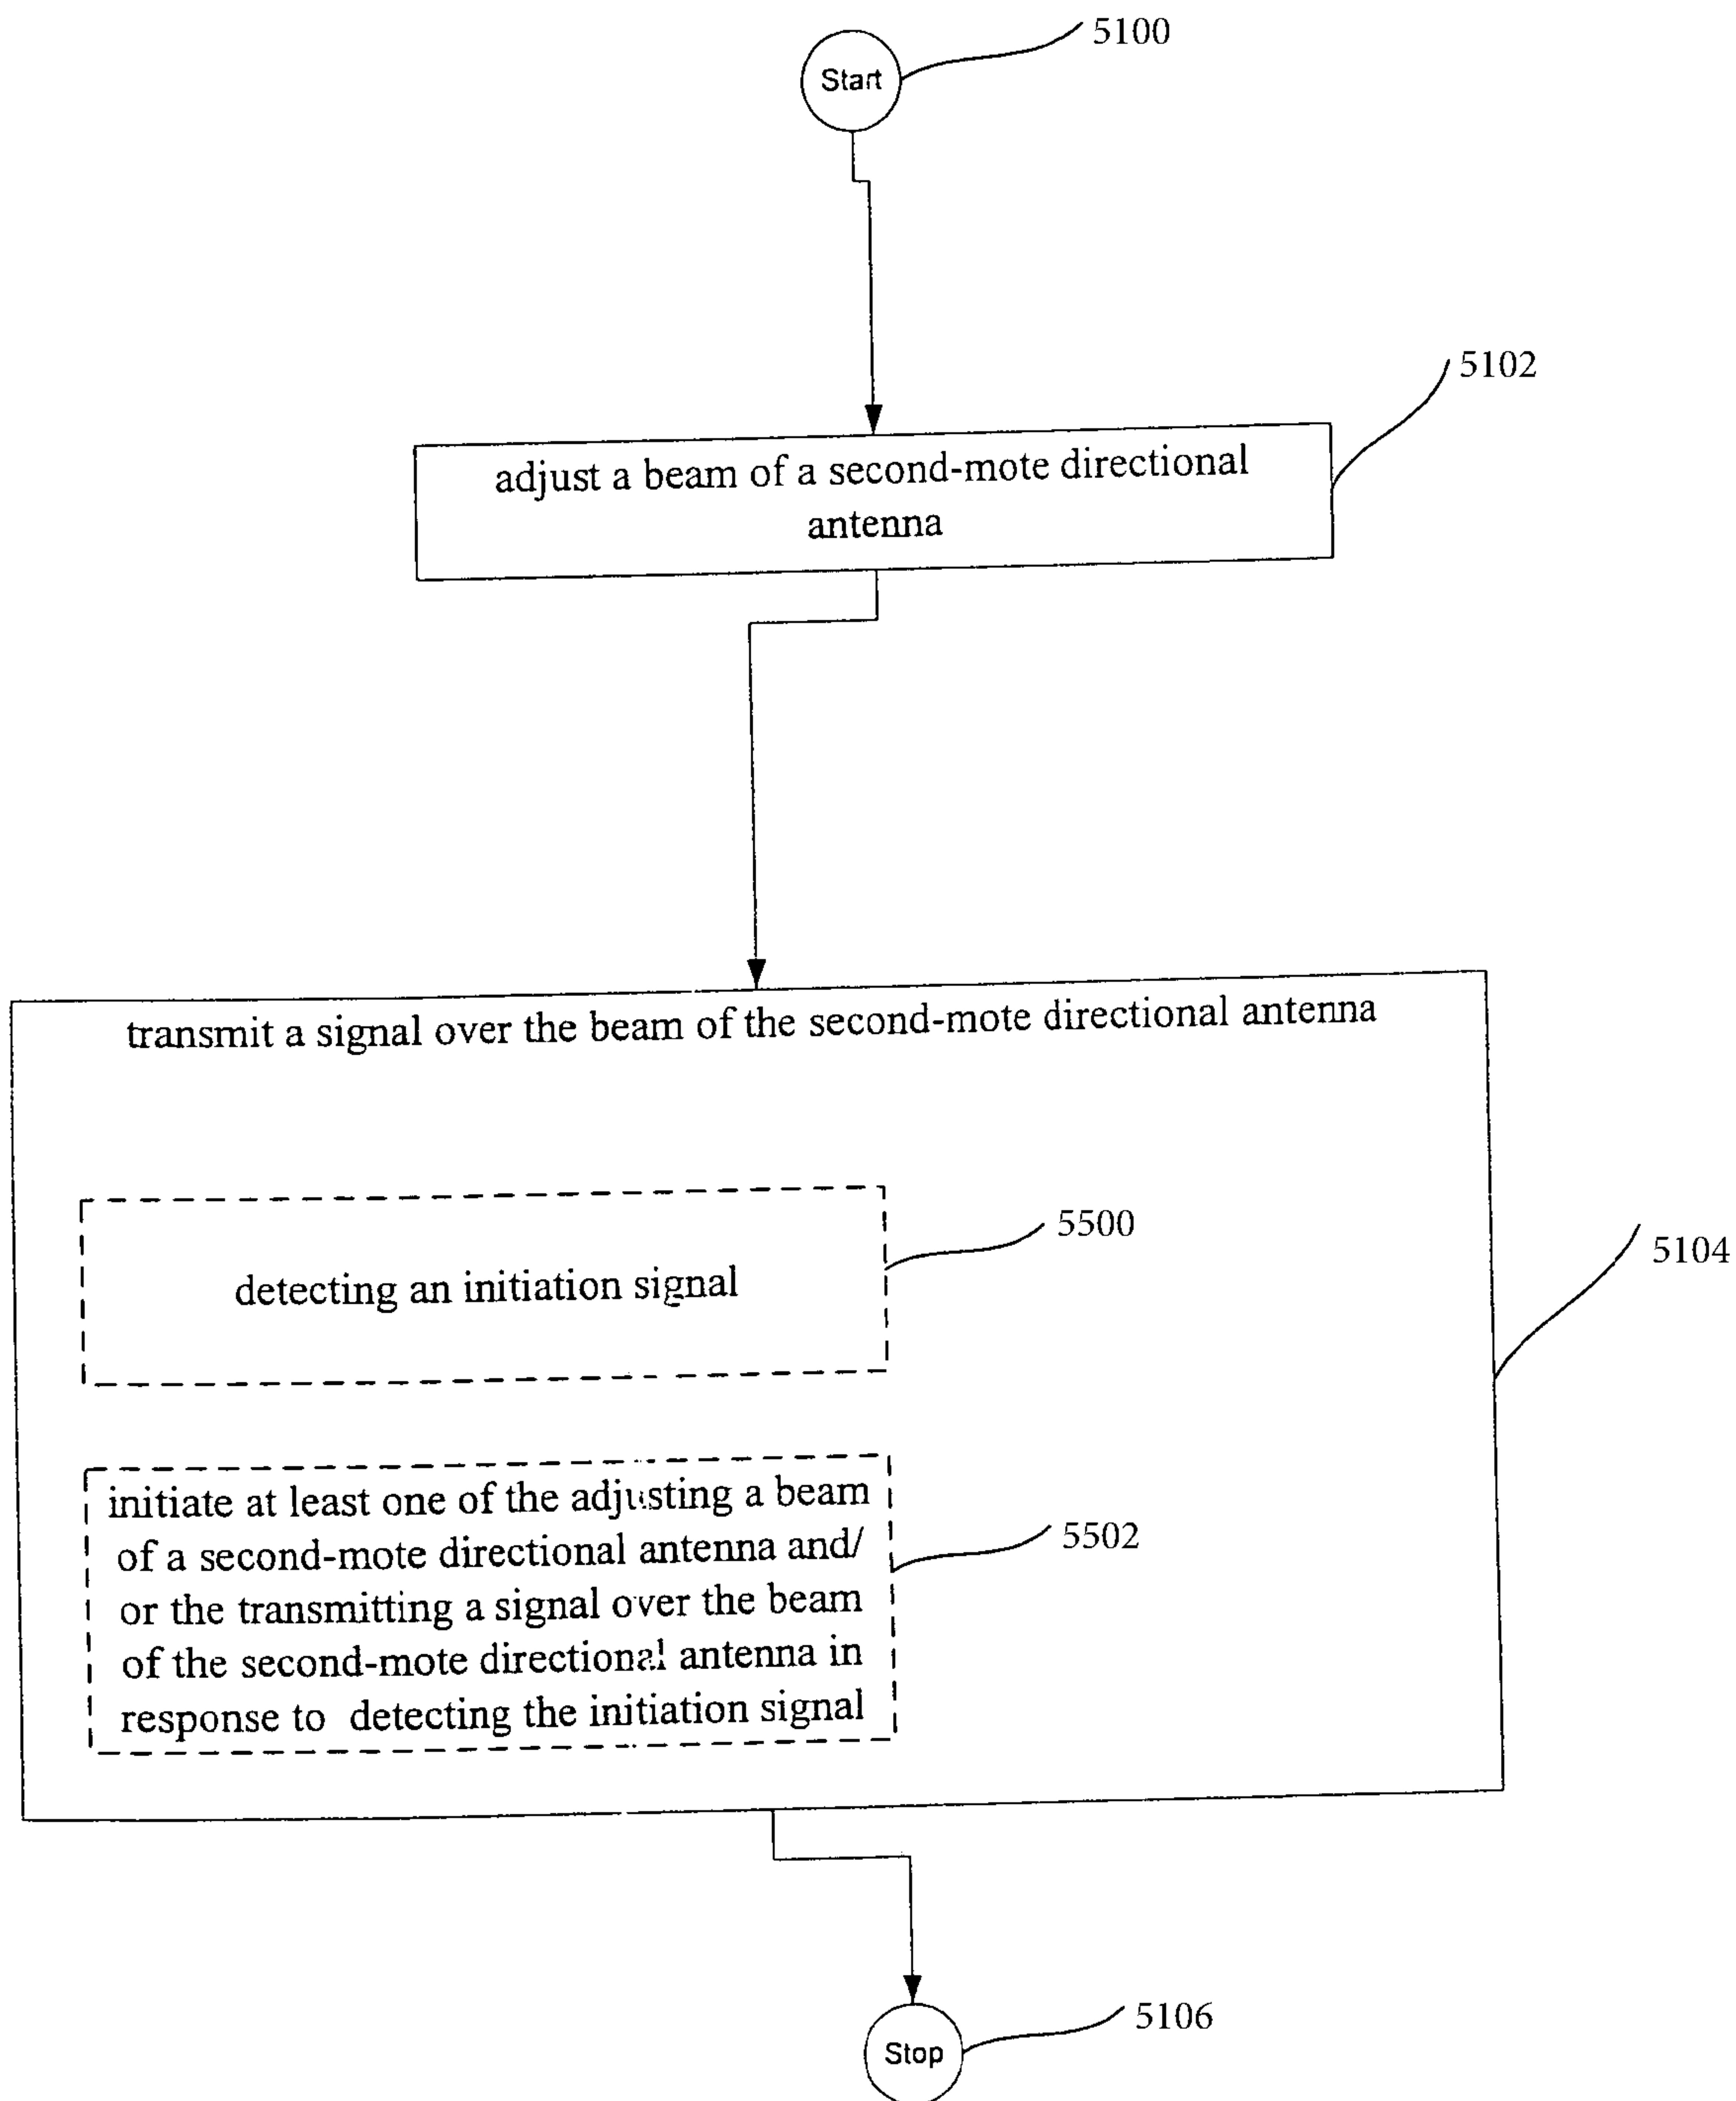 5100
Start
5102
adjust a beam of a second-mote directional
antenna
transmit a signal over the beam of the second-mote directional antenna
5500
detecting an initiation signal
5104
initiate at least one of the adjusting a beam
of a second-mote directional antenna and/
or the transmitting a signal over the beam
of the second-mote directional antenna in
response to detecting the initiation signal
5502
5106
Stop